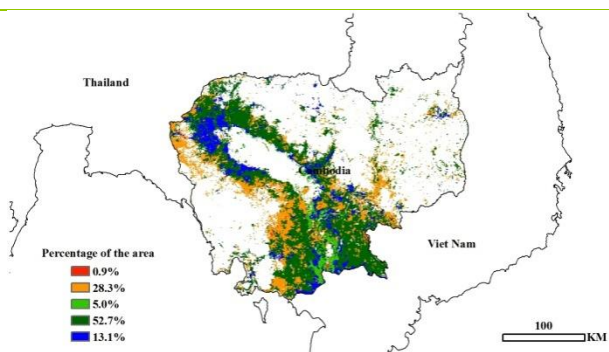 Thailand
Cambodia
Viet Nam
Percentage of the area
0.9%
28.3%
5.0%
52.7%
13.1%
100
KM